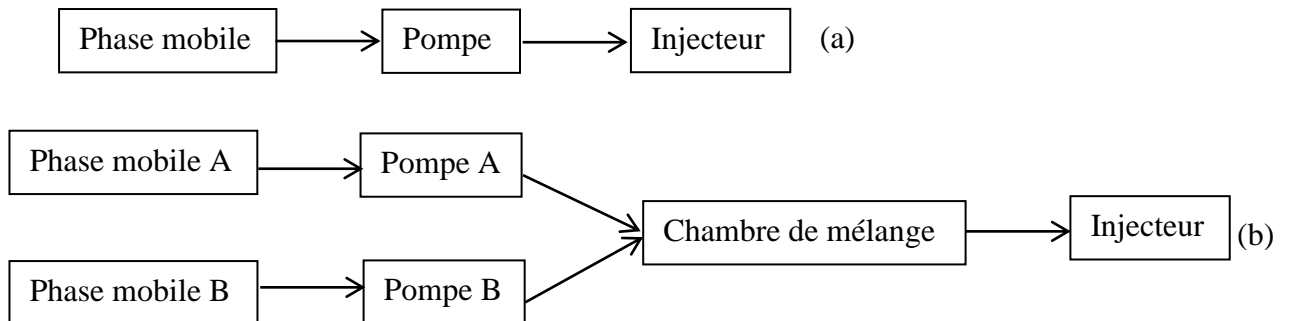 Phase mobile
Pompe
Injecteur
(a)
Phase mobile A
Pompe A
Chambre de mélange
Injecteur
(b)
Phase mobile B
Pompe B